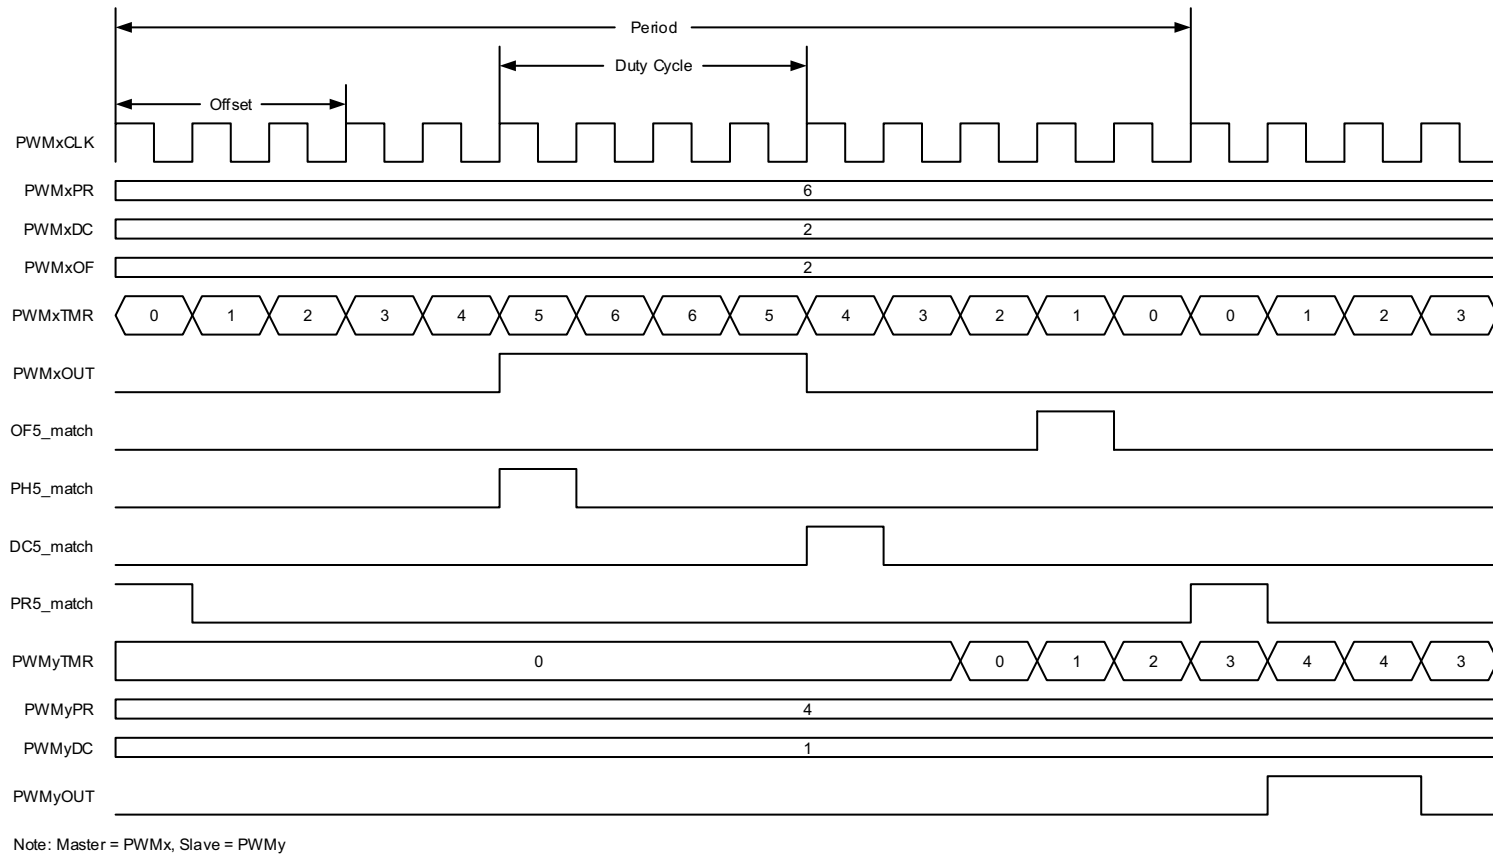 Period
Duty Cycle
Offset
PWMxCLK
PWMxPR 6
PWMxDC 2
PWMxOF 2
PWMxTMR 0 1 2 3 4 5 6 6 5 4 3 2 1 0 0 1 2 3
PWMxOUT
OF5_match
PH5_match
DC5_match
PR5_match
PWMyTMR 0 0 1 2 3 4 4 3
PWMyPR 4
PWMyDC 1
PWMyOUT
Note: Master = PWMx, Slave = PWMy